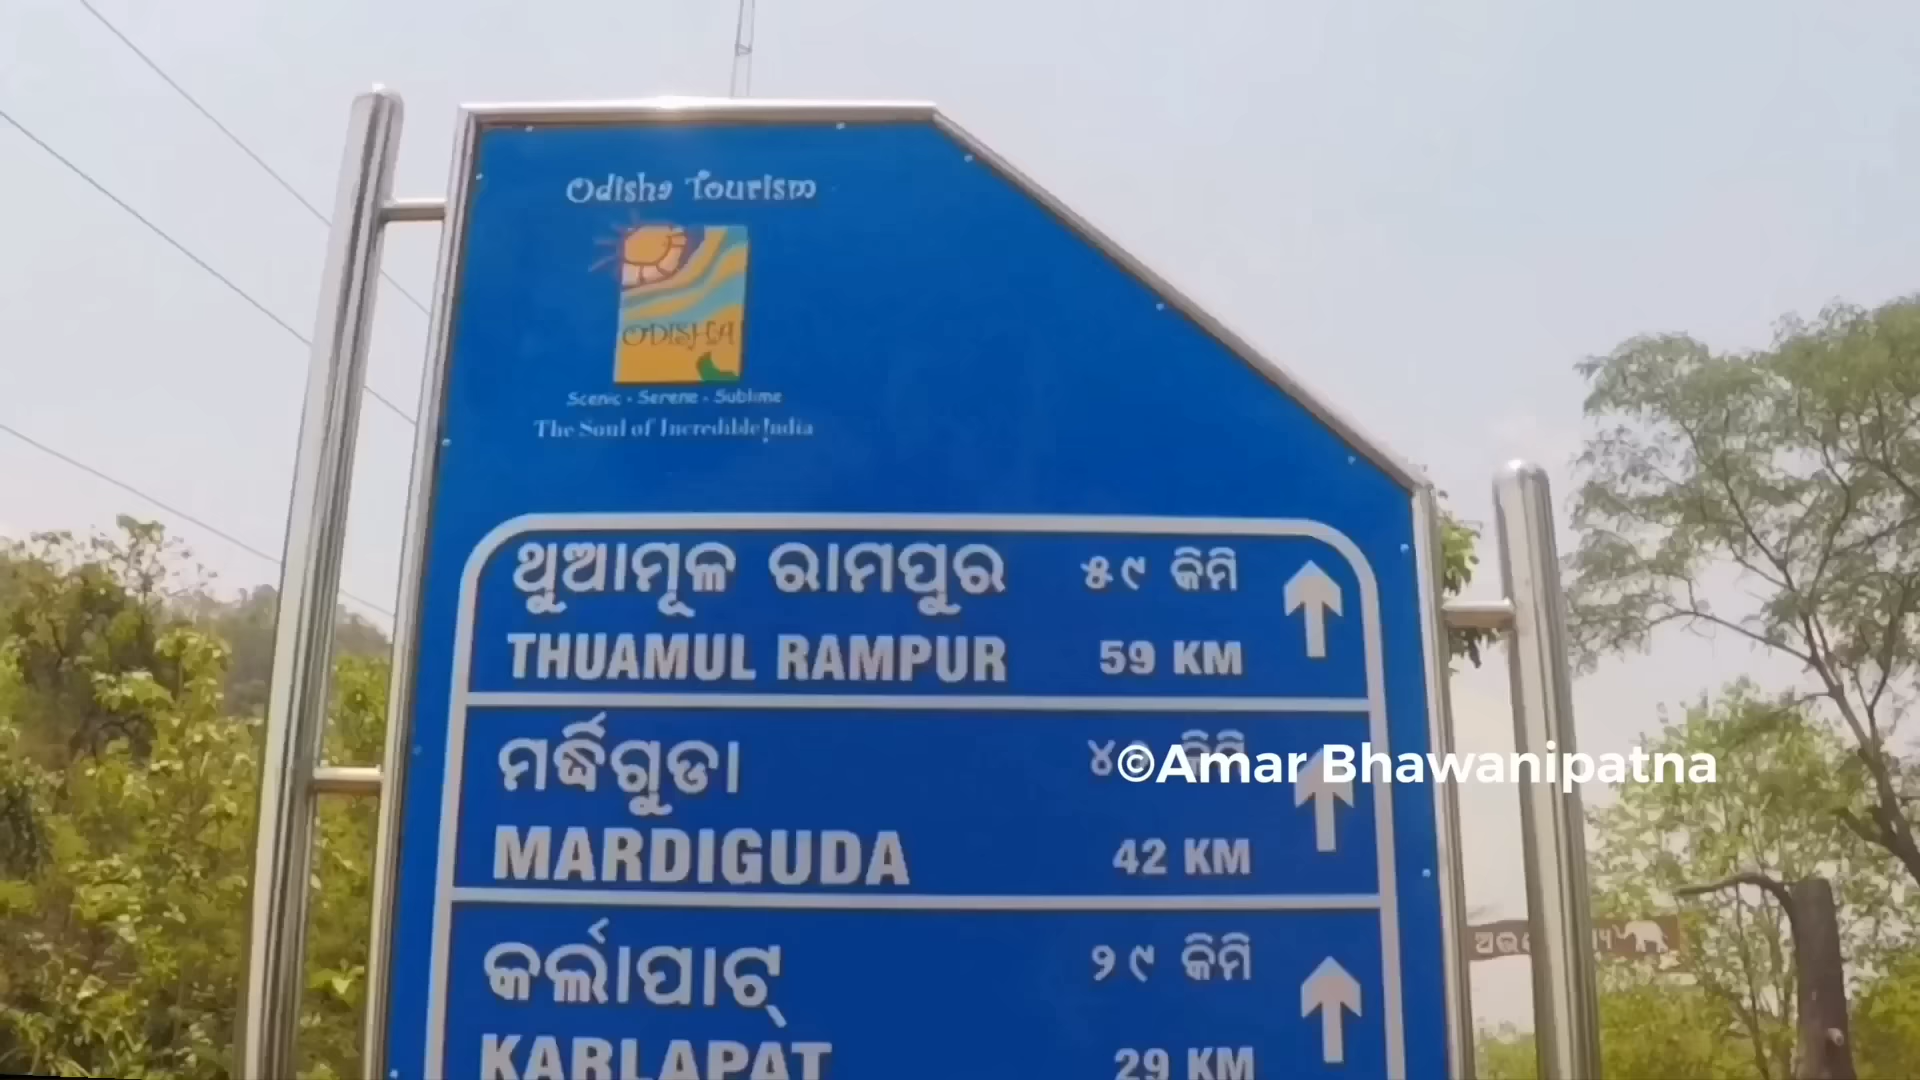 Odisha Tourism
ODISHA
Scenic - Serene - Sublime
The Soul of Incredible !ndia
ଥୁଆମୂଳ ରାମପୁର ୫୯ କିମି
THUAMUL RAMPUR 59 KM
ମର୍ଦ୍ଧିଗୁଡା କିମି
©Amar Bhawanipatna
MARDIGUDA 42 KM
କର୍ଲାପାଟ୍ ୨୯ କିମି
KARLAPAT 29 KM